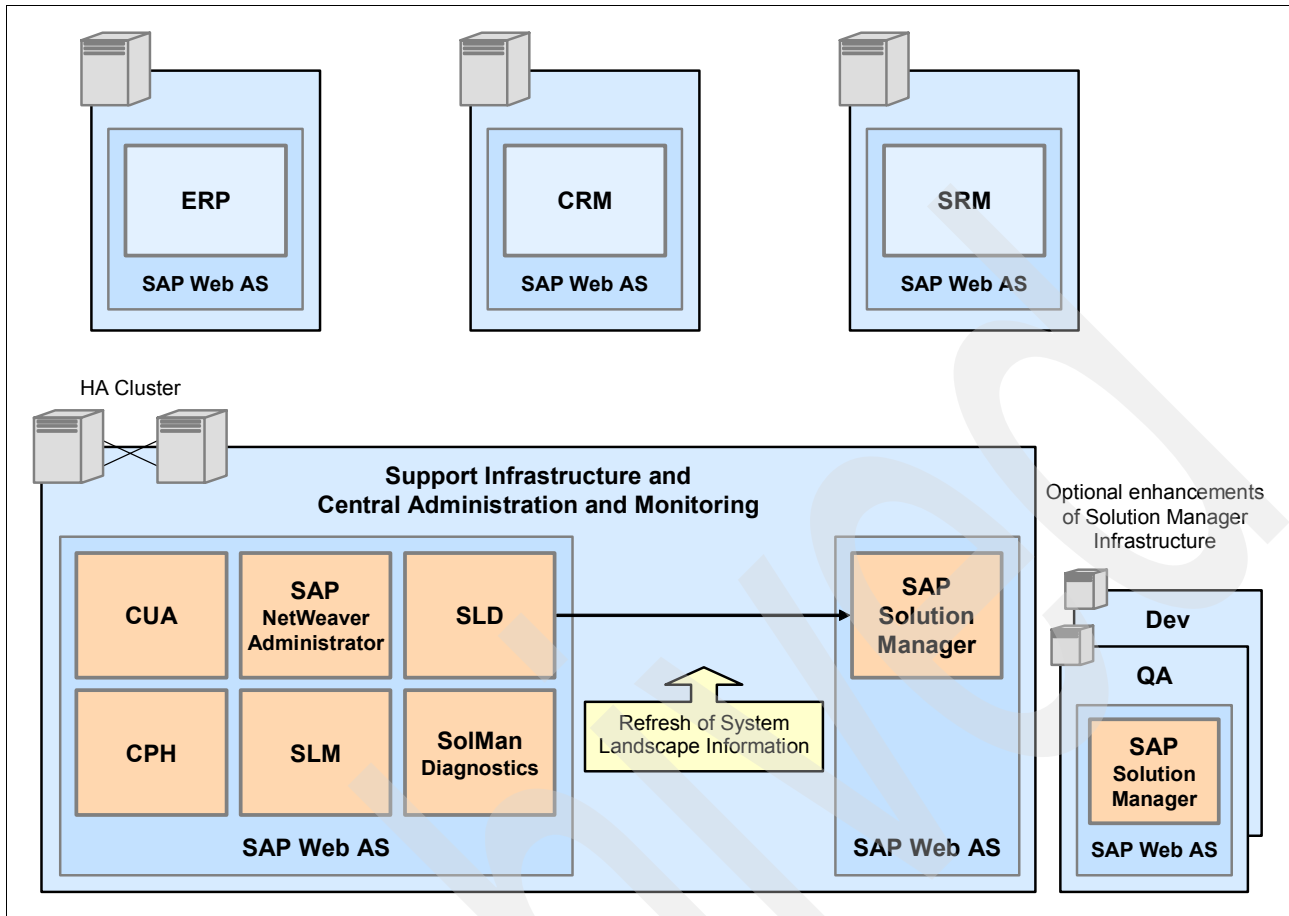 ERP
SAP Web AS
CRM
SAP Web AS
SRM
SAP Web AS
HA Cluster
Support Infrastructure and
Central Administration and Monitoring
CUA
SAP
NetWeaver
Administrator
SLD
CPH
SLM
SolMan
Diagnostics
SAP Web AS
Refresh of System
Landscape Information
SAP
Solution
Manager
SAP Web AS
Optional enhancements
of Solution Manager
Infrastructure
Dev
QA
SAP
Solution
Manager
SAP Web AS